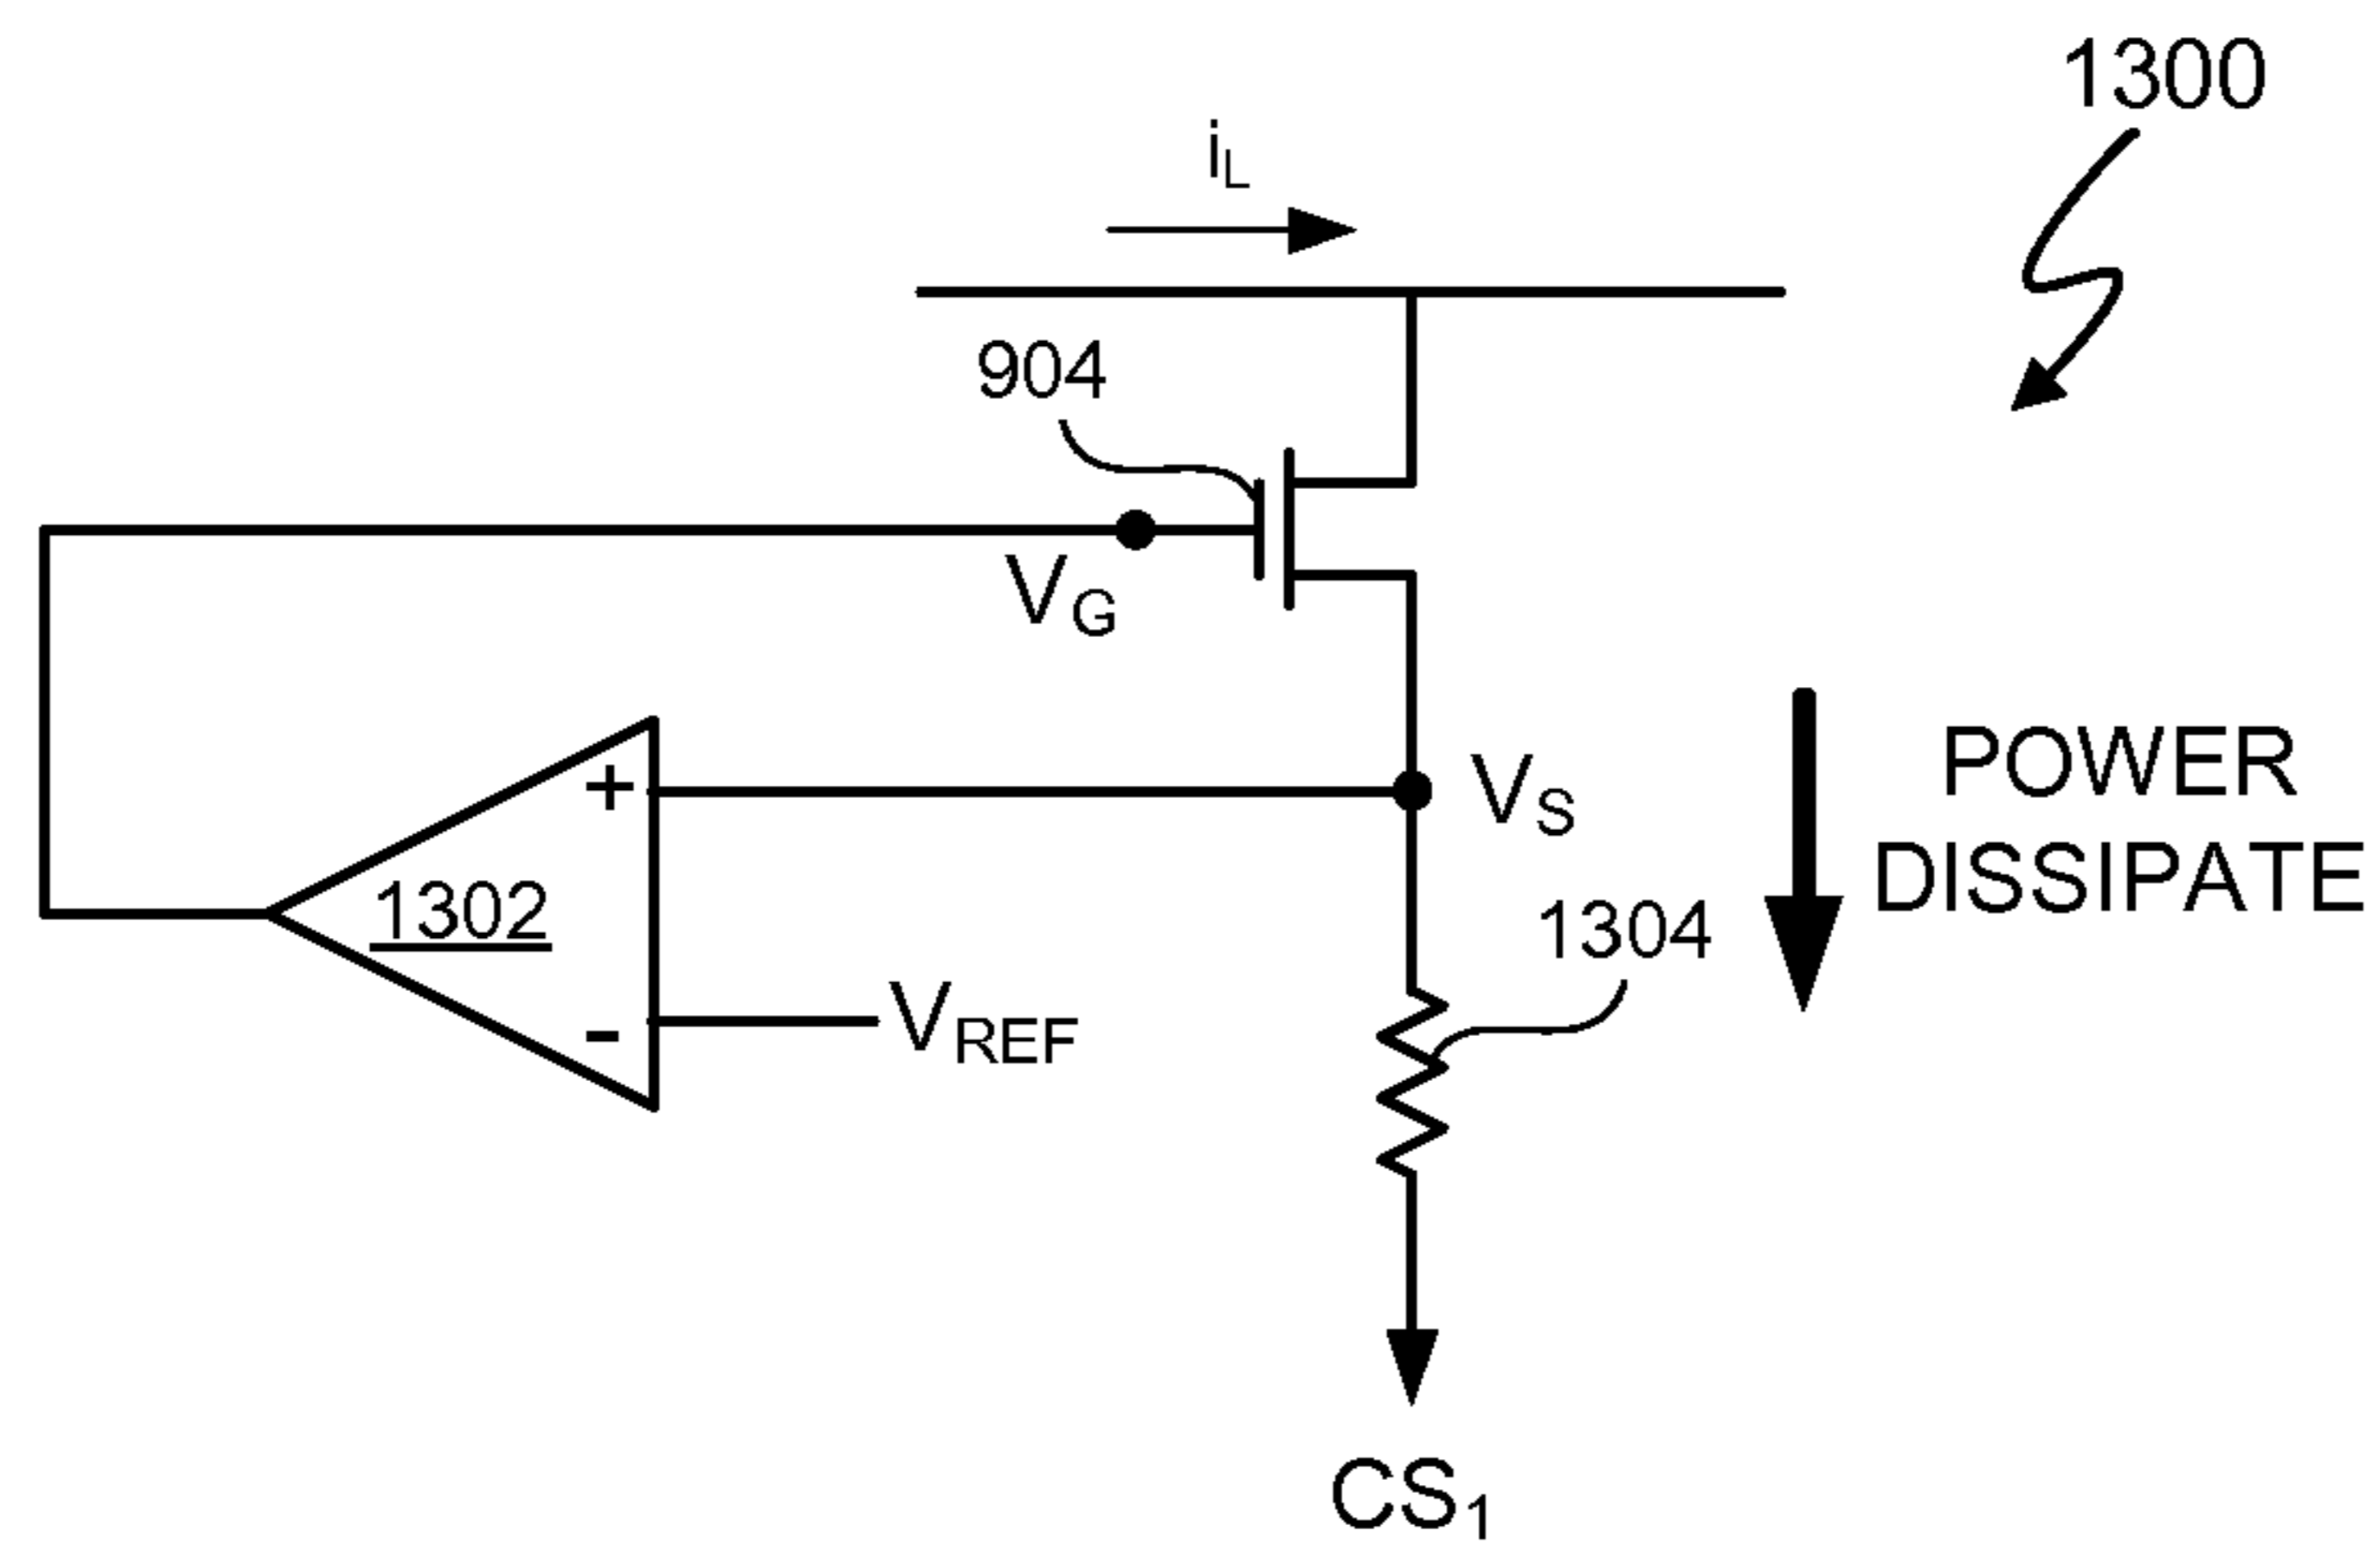 1300
iL
904
VG
+
VS
POWER
DISSIPATE
1302
1304
-
VREF
CS1